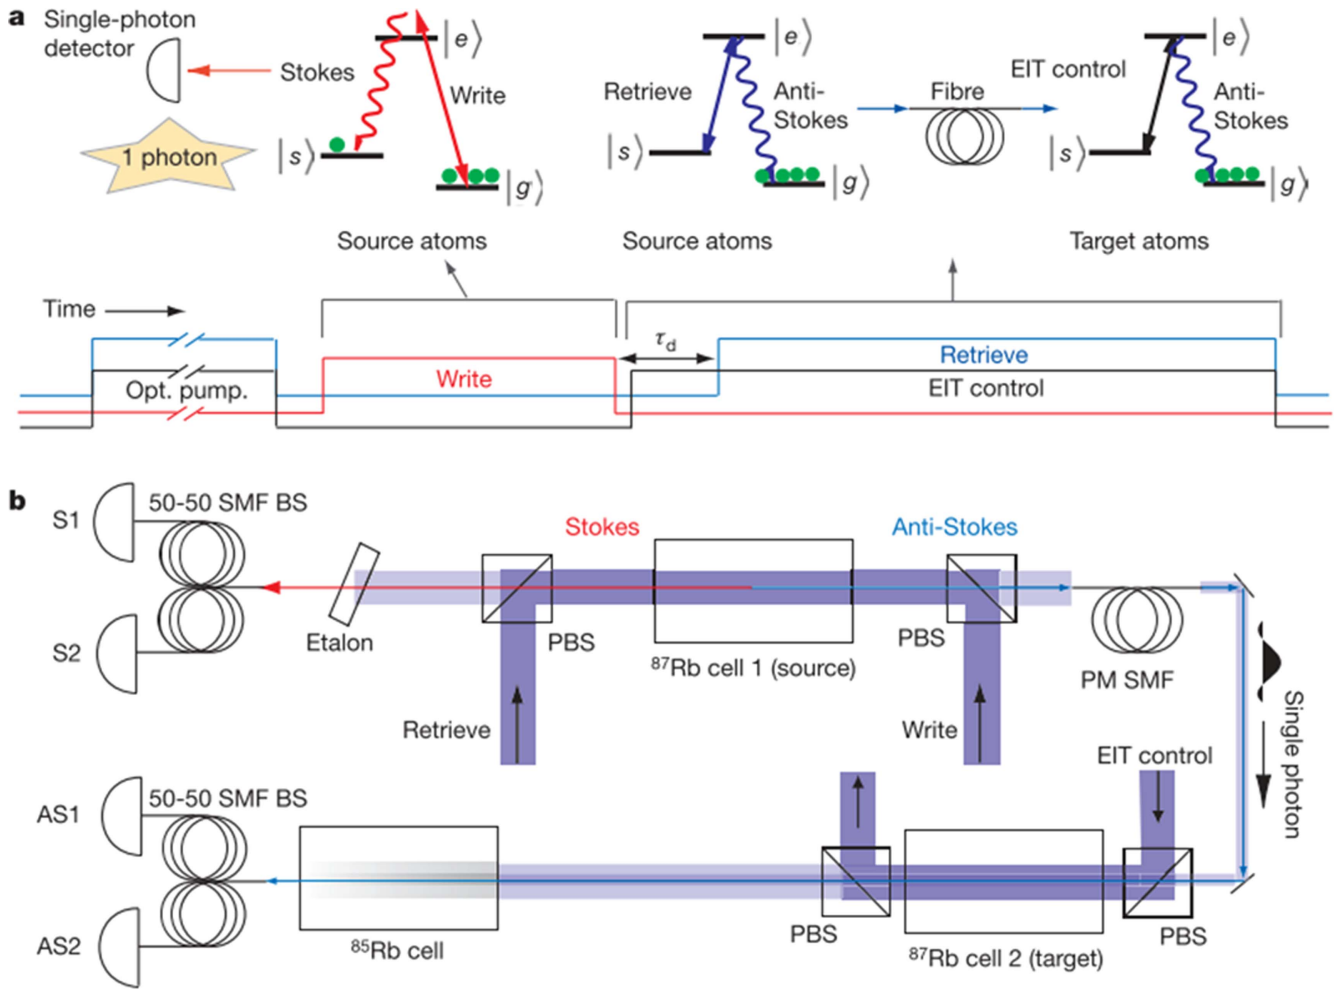 a
Single-photon
detector
Stokes
1 photon
|e⟩
Write
|s⟩
|g⟩
Source atoms
|e⟩
Retrieve
Anti-
Stokes
|s⟩
|g⟩
Source atoms
Fibre
EIT control
|e⟩
Anti-
Stokes
|s⟩
|g⟩
Target atoms
Time
τd
Opt. pump.
Write
Retrieve
EIT control
b
S1
50-50 SMF BS
Stokes
Anti-Stokes
Etalon
PBS
PBS
S2
87Rb cell 1 (source)
PM SMF
Retrieve
Write
Single photon
EIT control
AS1
50-50 SMF BS
AS2
85Rb cell
PBS
87Rb cell 2 (target)
PBS